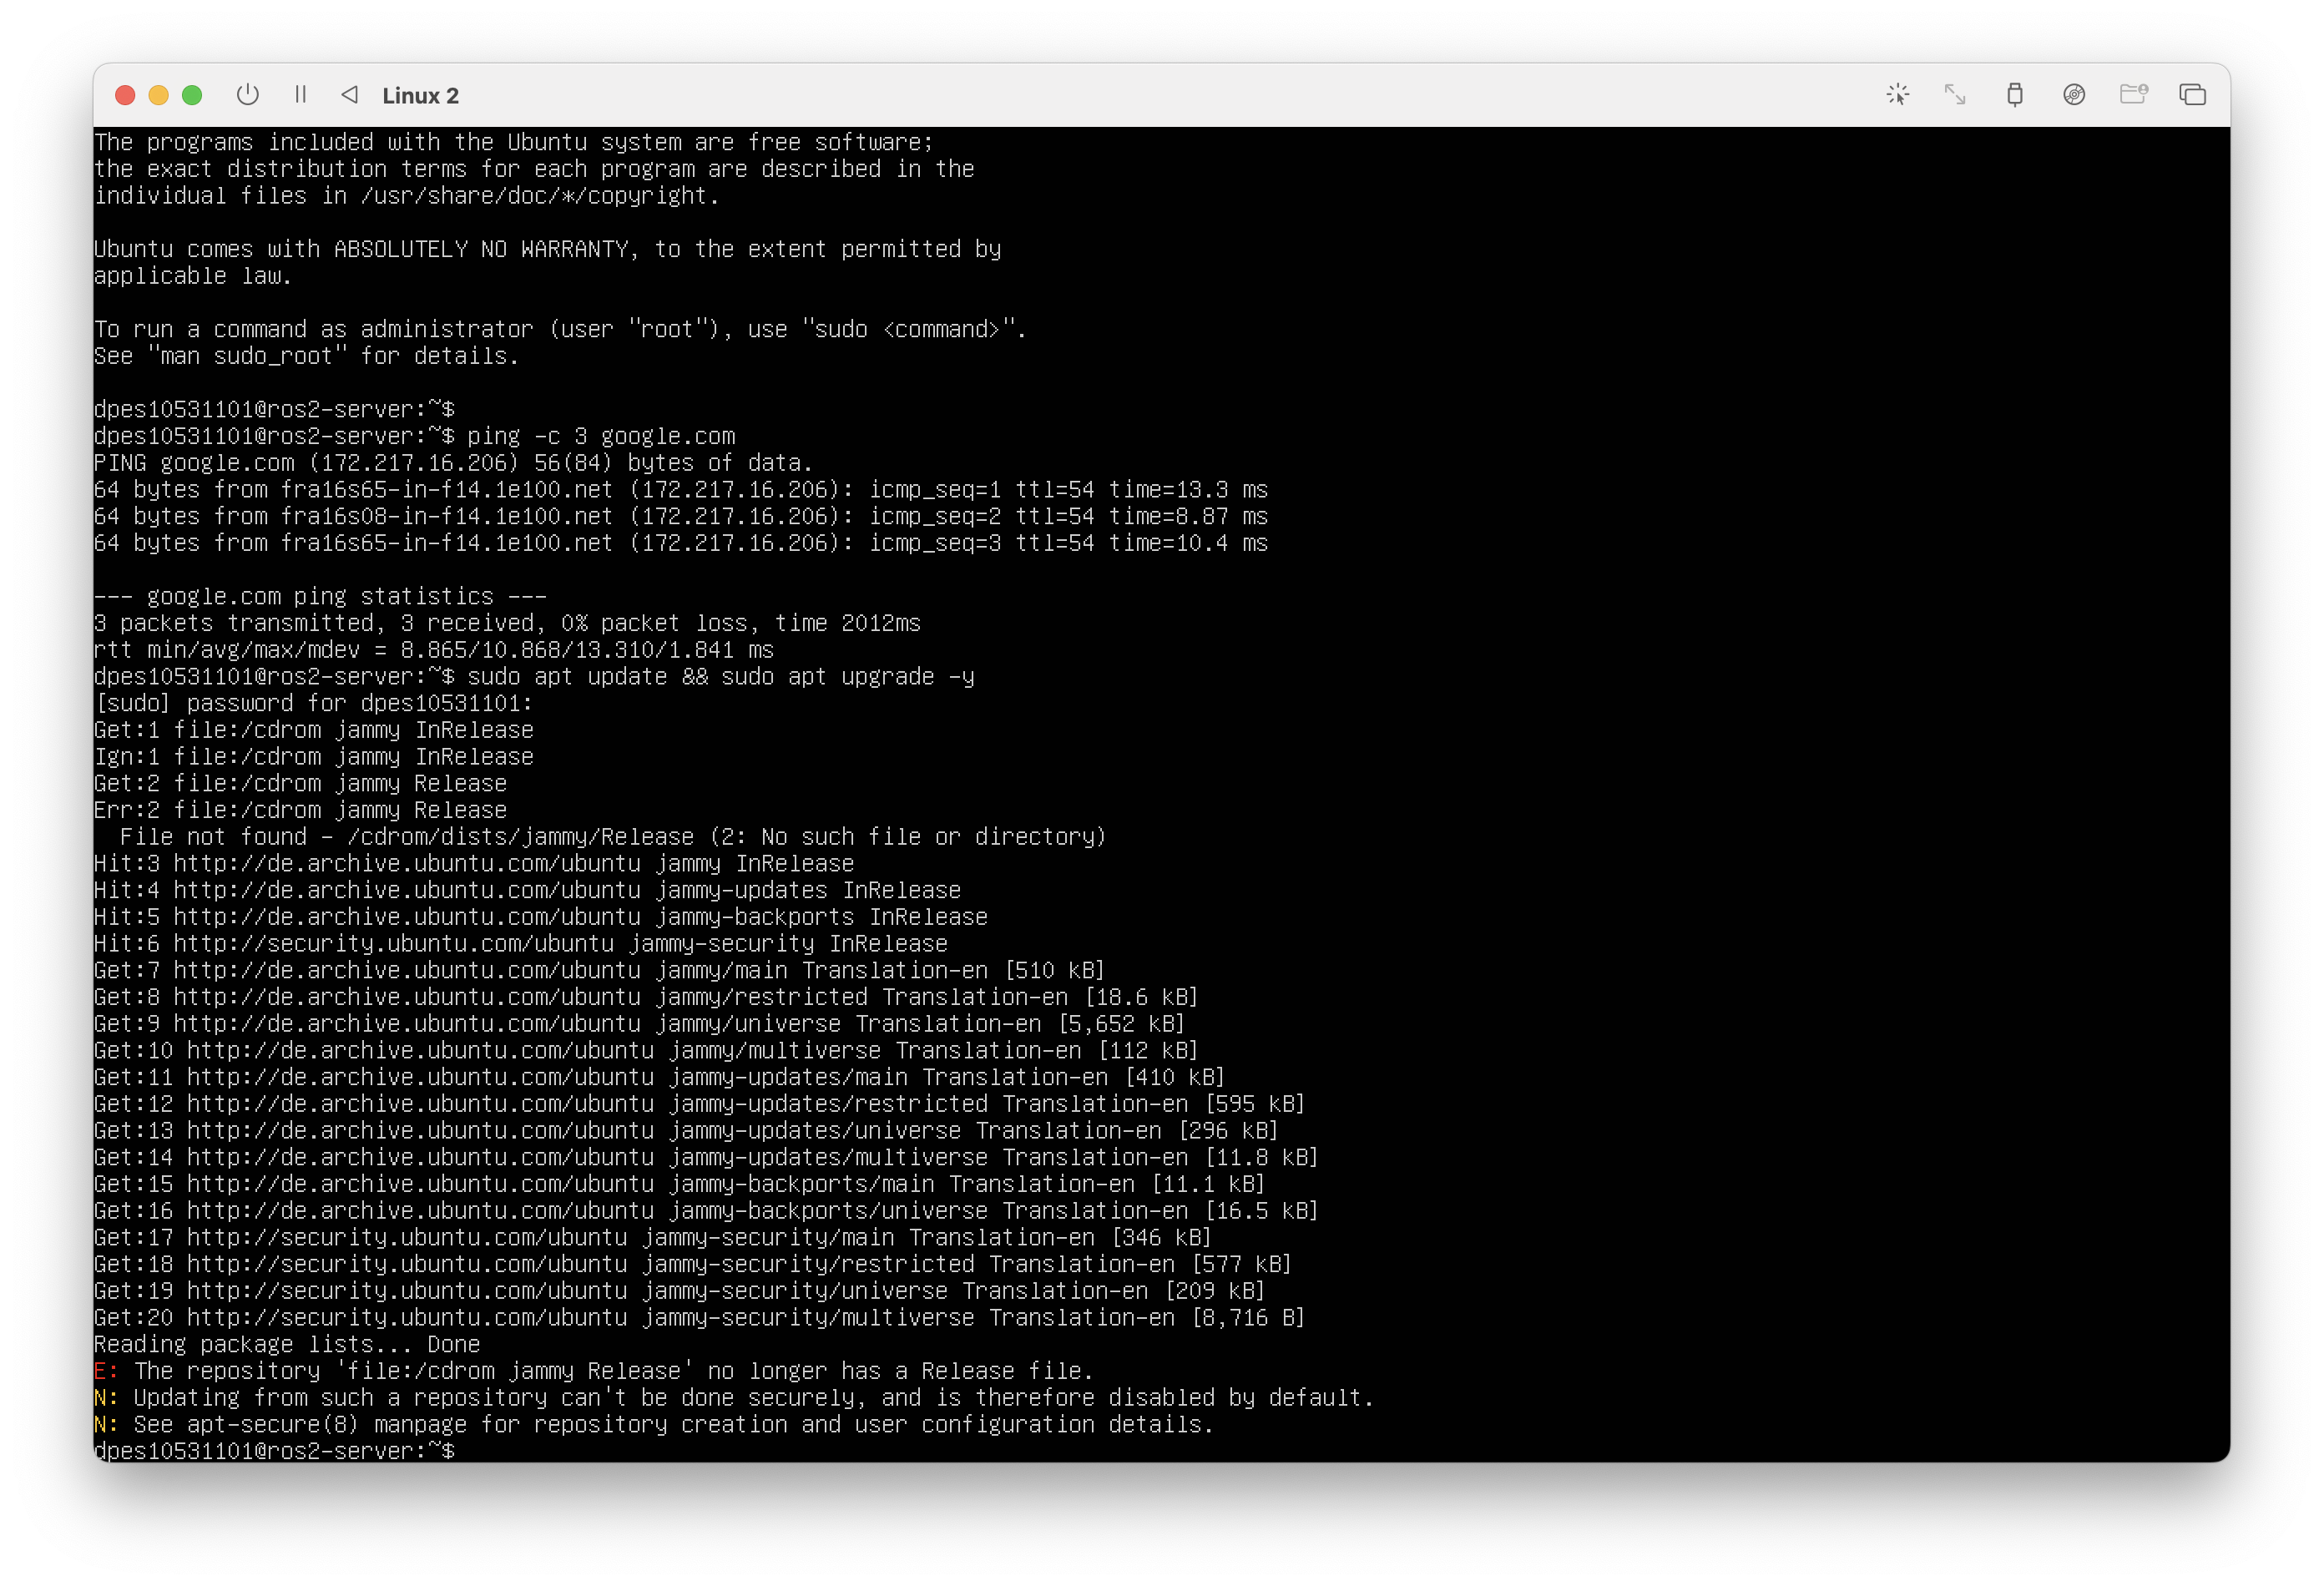 Linux 2
The programs included with the Ubuntu system are free software;
the exact distribution terms for each program are described in the
individual files in /usr/share/doc/*/copyright.
Ubuntu comes with ABSOLUTELY NO WARRANTY, to the extent permitted by
applicable law.
To run a command as administrator (user "root"), use "sudo <command>".
See "man sudo_root" for details.
dpes10531101@ros2-server:~$
dpes10531101@ros2-server:~$ ping -c 3 google.com
PING google.com (172.217.16.206) 56(84) bytes of data.
64 bytes from fra16s65-in-f14.1e100.net (172.217.16.206): icmp_seq=1 ttl=54 time=13.3 ms
64 bytes from fra16s08-in-f14.1e100.net (172.217.16.206): icmp_seq=2 ttl=54 time=8.87 ms
64 bytes from fra16s65-in-f14.1e100.net (172.217.16.206): icmp_seq=3 ttl=54 time=10.4 ms
--- google.com ping statistics ---
3 packets transmitted, 3 received, 0% packet loss, time 2012ms
rtt min/avg/max/mdev = 8.865/10.868/13.310/1.841 ms
dpes10531101@ros2-server:~$ sudo apt update && sudo apt upgrade -y
[sudo] password for dpes10531101:
Get:1 file:/cdrom jammy InRelease
Ign:1 file:/cdrom jammy InRelease
Get:2 file:/cdrom jammy Release
Err:2 file:/cdrom jammy Release
  File not found - /cdrom/dists/jammy/Release (2: No such file or directory)
Hit:3 http://de.archive.ubuntu.com/ubuntu jammy InRelease
Hit:4 http://de.archive.ubuntu.com/ubuntu jammy-updates InRelease
Hit:5 http://de.archive.ubuntu.com/ubuntu jammy-backports InRelease
Hit:6 http://security.ubuntu.com/ubuntu jammy-security InRelease
Get:7 http://de.archive.ubuntu.com/ubuntu jammy/main Translation-en [510 kB]
Get:8 http://de.archive.ubuntu.com/ubuntu jammy/restricted Translation-en [18.6 kB]
Get:9 http://de.archive.ubuntu.com/ubuntu jammy/universe Translation-en [5,652 kB]
Get:10 http://de.archive.ubuntu.com/ubuntu jammy/multiverse Translation-en [112 kB]
Get:11 http://de.archive.ubuntu.com/ubuntu jammy-updates/main Translation-en [410 kB]
Get:12 http://de.archive.ubuntu.com/ubuntu jammy-updates/restricted Translation-en [595 kB]
Get:13 http://de.archive.ubuntu.com/ubuntu jammy-updates/universe Translation-en [296 kB]
Get:14 http://de.archive.ubuntu.com/ubuntu jammy-updates/multiverse Translation-en [11.8 kB]
Get:15 http://de.archive.ubuntu.com/ubuntu jammy-backports/main Translation-en [11.1 kB]
Get:16 http://de.archive.ubuntu.com/ubuntu jammy-backports/universe Translation-en [16.5 kB]
Get:17 http://security.ubuntu.com/ubuntu jammy-security/main Translation-en [346 kB]
Get:18 http://security.ubuntu.com/ubuntu jammy-security/restricted Translation-en [577 kB]
Get:19 http://security.ubuntu.com/ubuntu jammy-security/universe Translation-en [209 kB]
Get:20 http://security.ubuntu.com/ubuntu jammy-security/multiverse Translation-en [8,716 B]
Reading package lists... Done
E: The repository 'file:/cdrom jammy Release' no longer has a Release file.
N: Updating from such a repository can't be done securely, and is therefore disabled by default.
N: See apt-secure(8) manpage for repository creation and user configuration details.
dpes10531101@ros2-server:~$